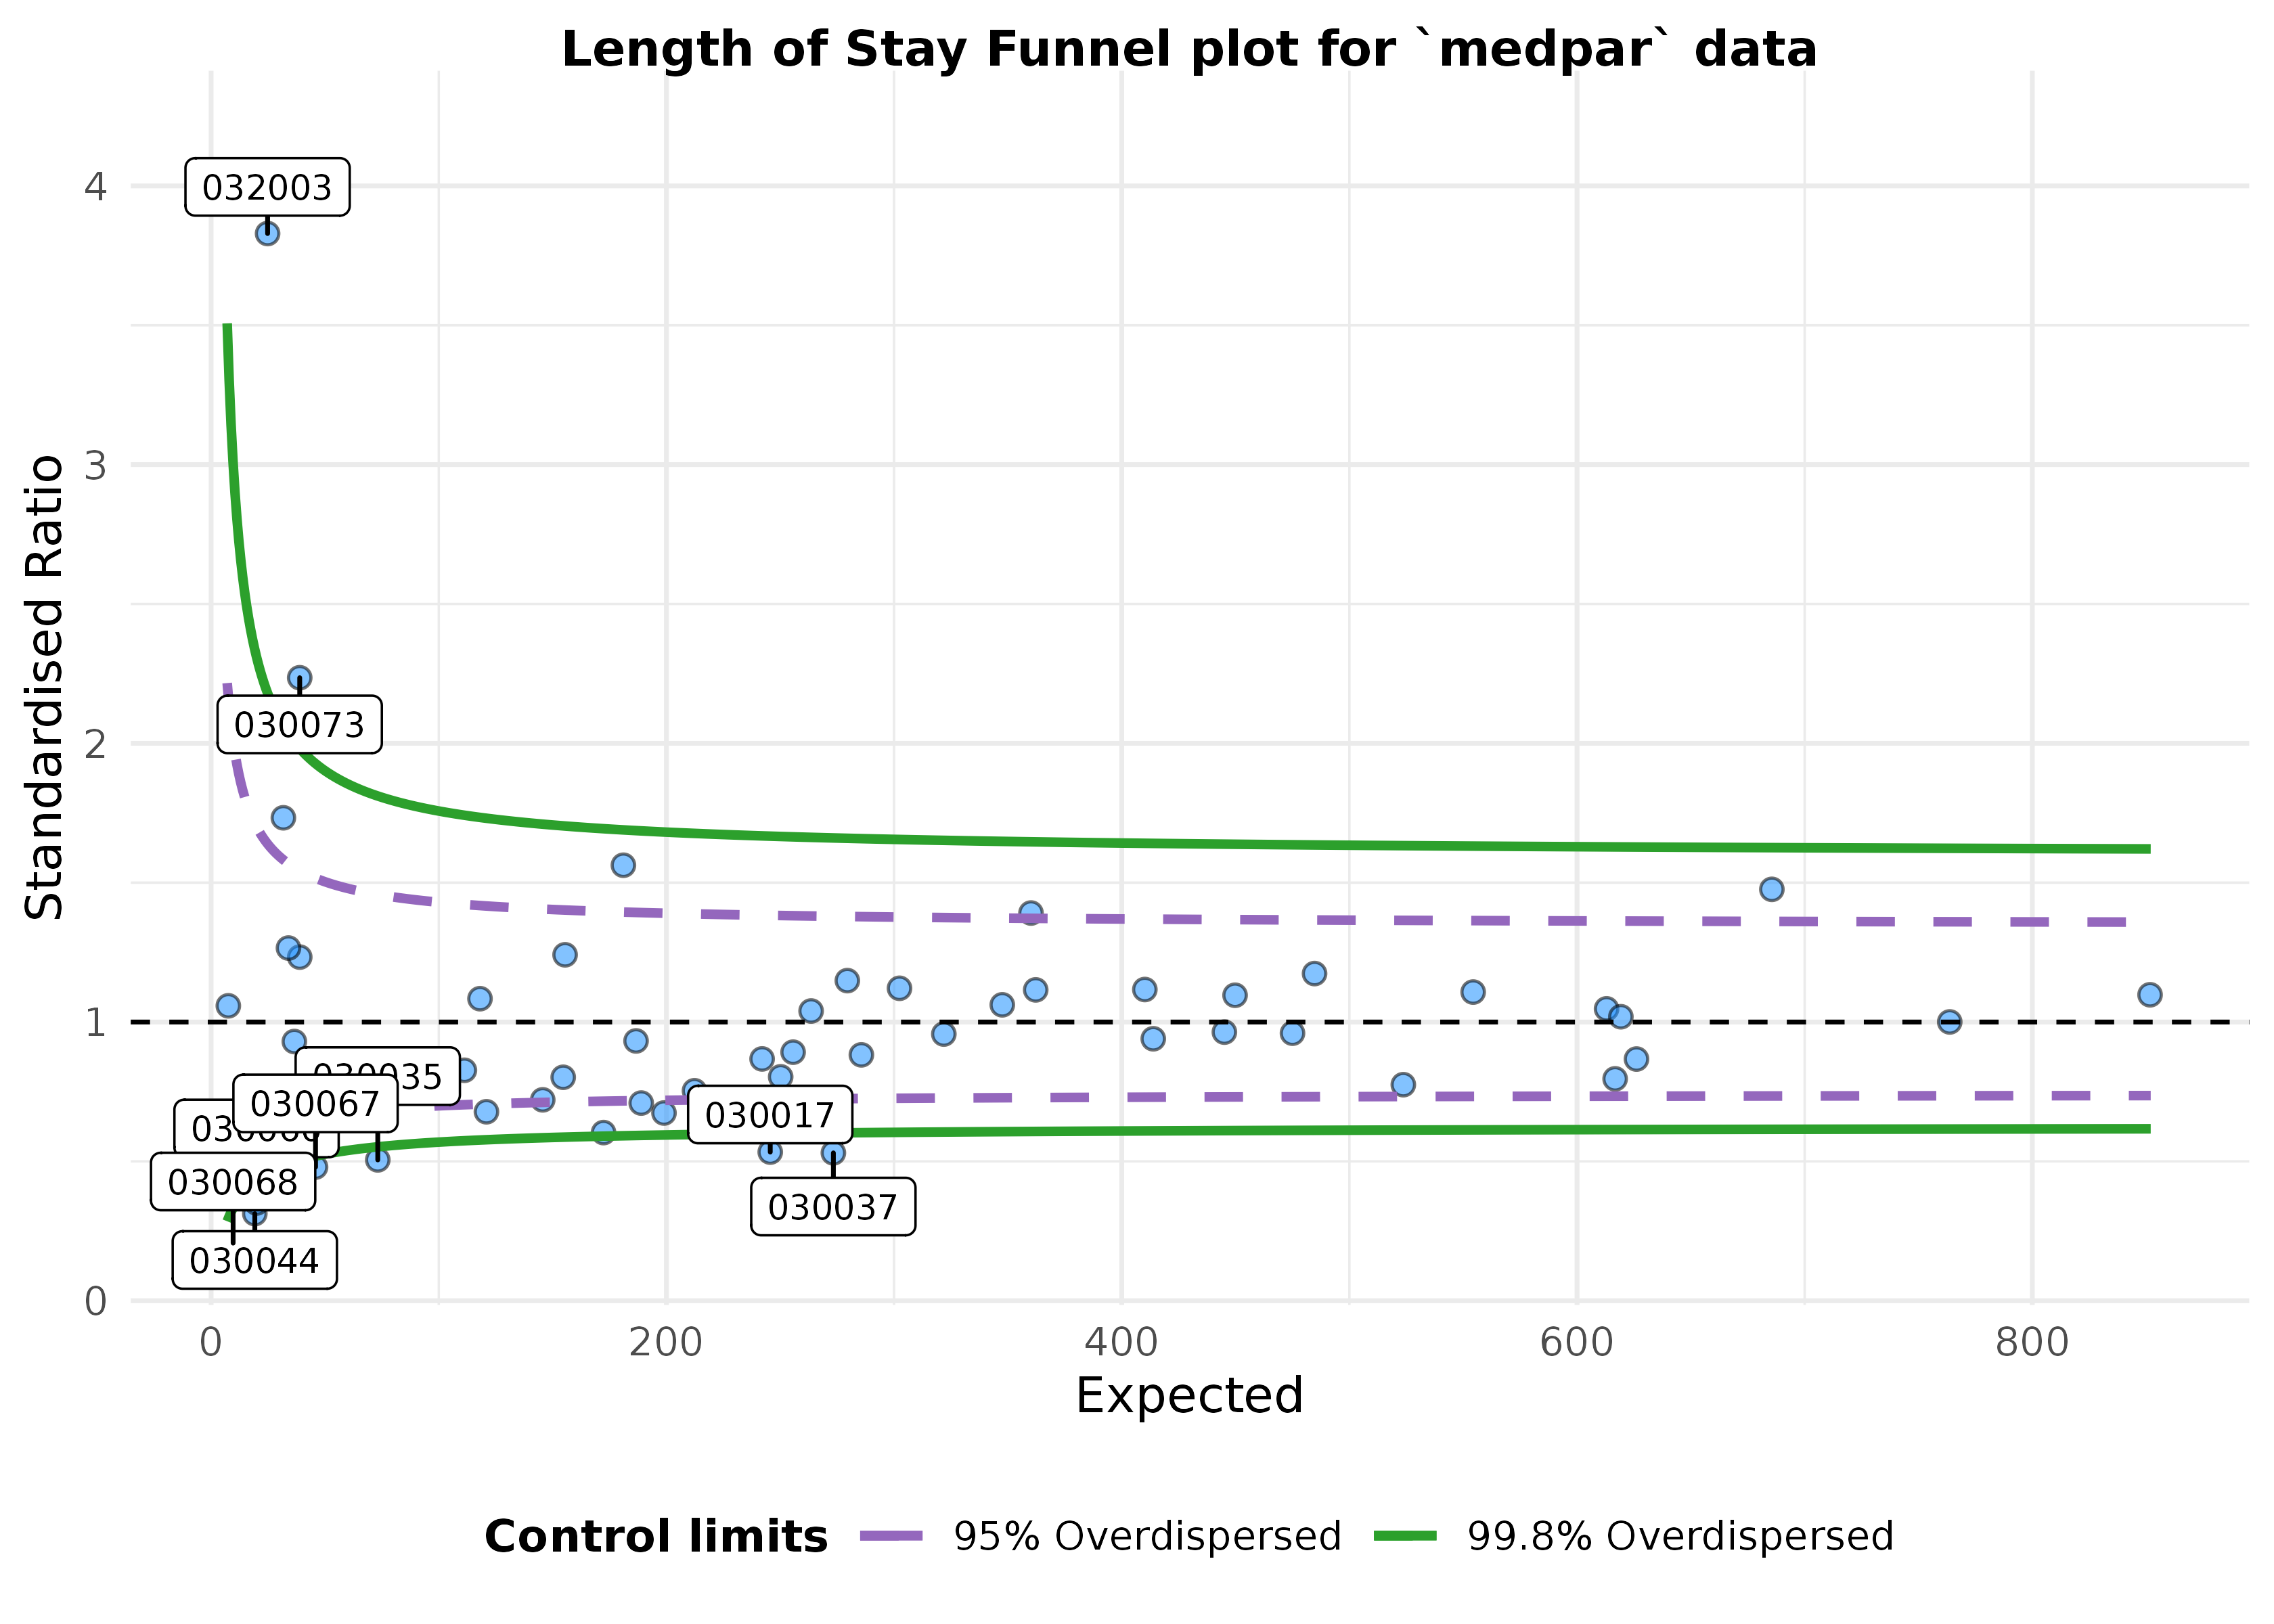 Length of Stay Funnel plot for `medpar` data
Standardised Ratio
4
3
2
1
0
032003
030073
030067
030017
030068
030037
030044
0
200
400
600
800
Expected
Control limits
95% Overdispersed
99.8% Overdispersed